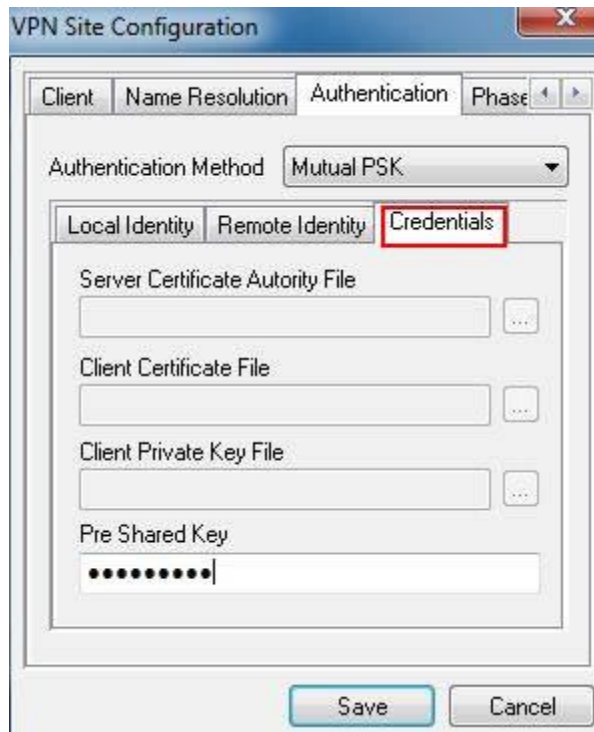 VPN Site Configuration
Client Name Resolution Authentication Phase
Authentication Method Mutual PSK
Local Identity Remote Identity Credentials
Server Certificate Autority File
...
Client Certificate File
...
Client Private Key File
...
Pre Shared Key
●●●●●●●●●
Save Cancel